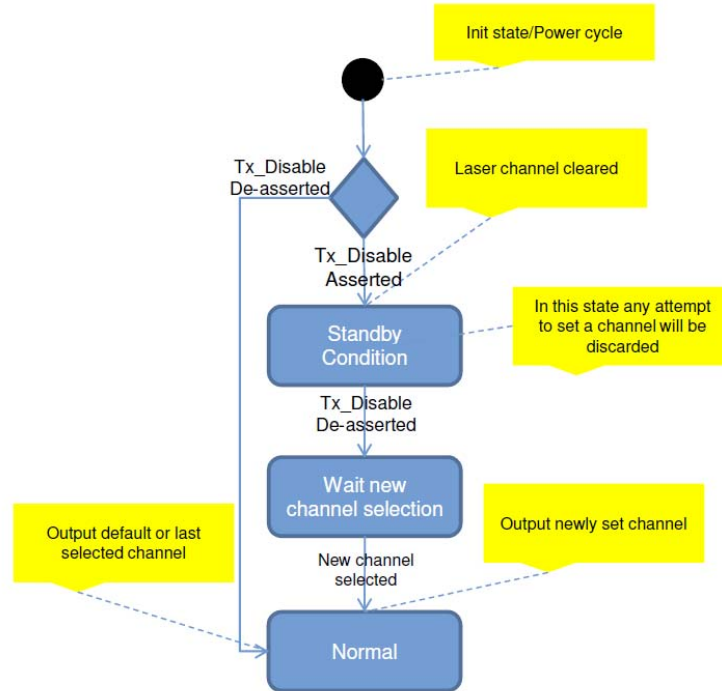 Init state/Power cycle
Tx_Disable
De-asserted
Laser channel cleared
Tx_Disable
Asserted
Standby
Condition
In this state any attempt
to set a channel will be
discarded
Tx_Disable
De-asserted
Wait new
channel selection
Output default or last
selected channel
Output newly set channel
New channel
selected
Normal